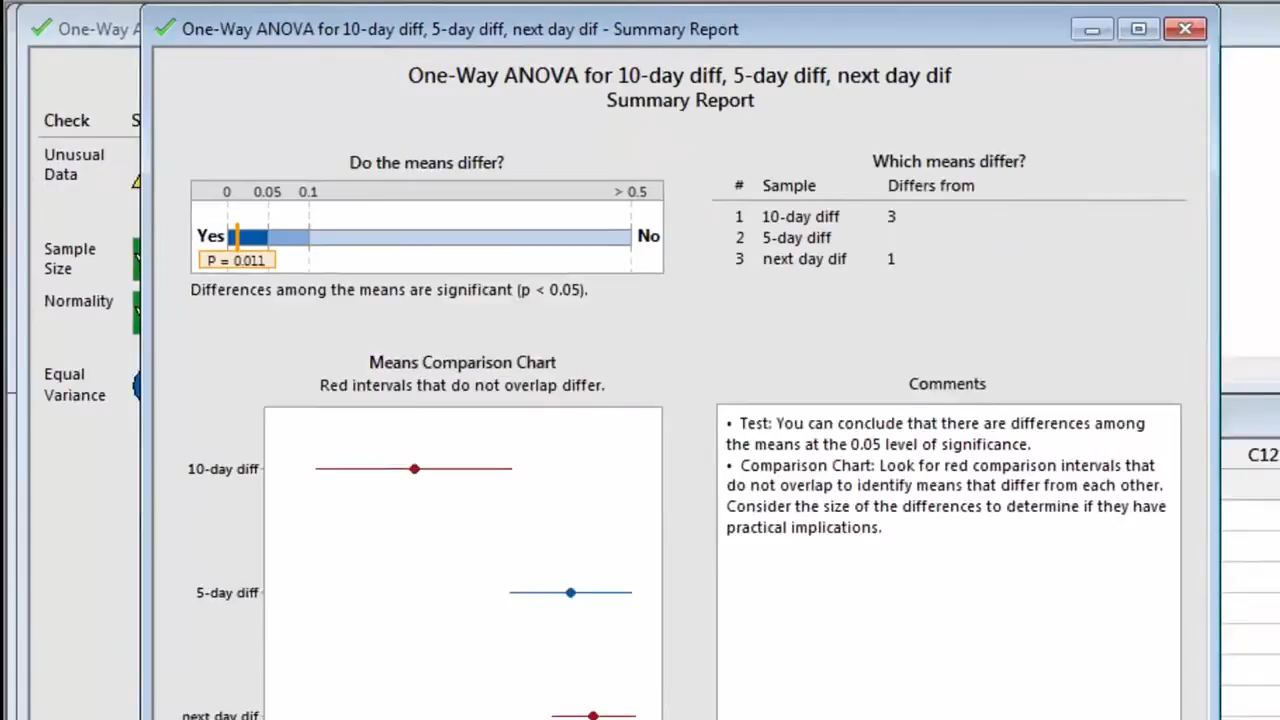 One-Way A
One-Way ANOVA for 10-day diff, 5-day diff, next day dif - Summary Report
Check
S
Unusual
Data
Sample
Size
Normality
Equal
Variance
One-Way ANOVA for 10-day diff, 5-day diff, next day dif
Summary Report
Do the means differ?
0 0.05 0.1 > 0.5
Yes No
P = 0.011
Differences among the means are significant (p < 0.05).
Which means differ?
# Sample Differs from
1 10-day diff 3
2 5-day diff
3 next day dif 1
Means Comparison Chart
Red intervals that do not overlap differ.
10-day diff
5-day diff
next day dif
Comments
• Test: You can conclude that there are differences among
the means at the 0.05 level of significance.
• Comparison Chart: Look for red comparison intervals that
do not overlap to identify means that differ from each other.
Consider the size of the differences to determine if they have
practical implications.
C12